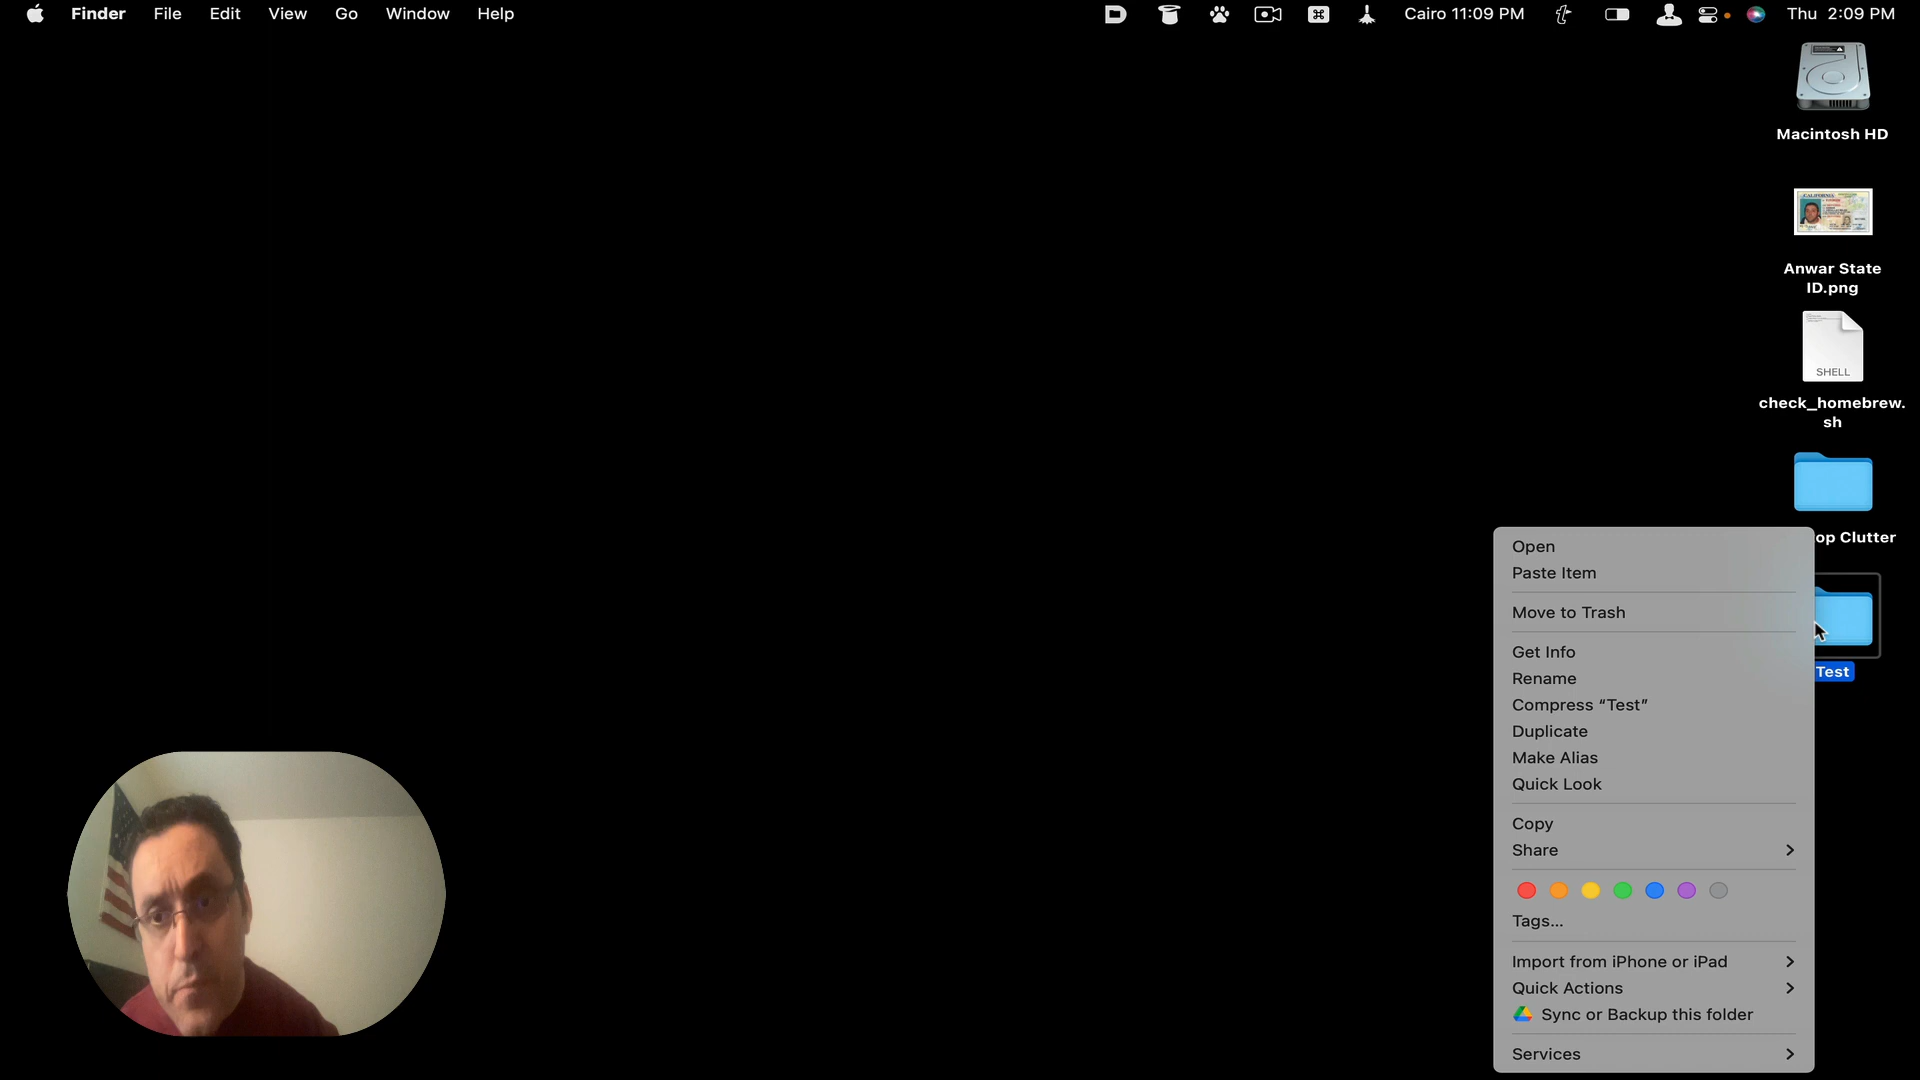 Finder File Edit View Go Window Help
Cairo 11:09 PM
Thu 2:09 PM
Macintosh HD
CALIFORNIA
Anwar State
ID.png
SHELL
check_homebrew.
sh
op Clutter
Test
Open
Paste Item
Move to Trash
Get Info
Rename
Compress “Test”
Duplicate
Make Alias
Quick Look
Copy
Share
Tags...
Import from iPhone or iPad
Quick Actions
Sync or Backup this folder
Services